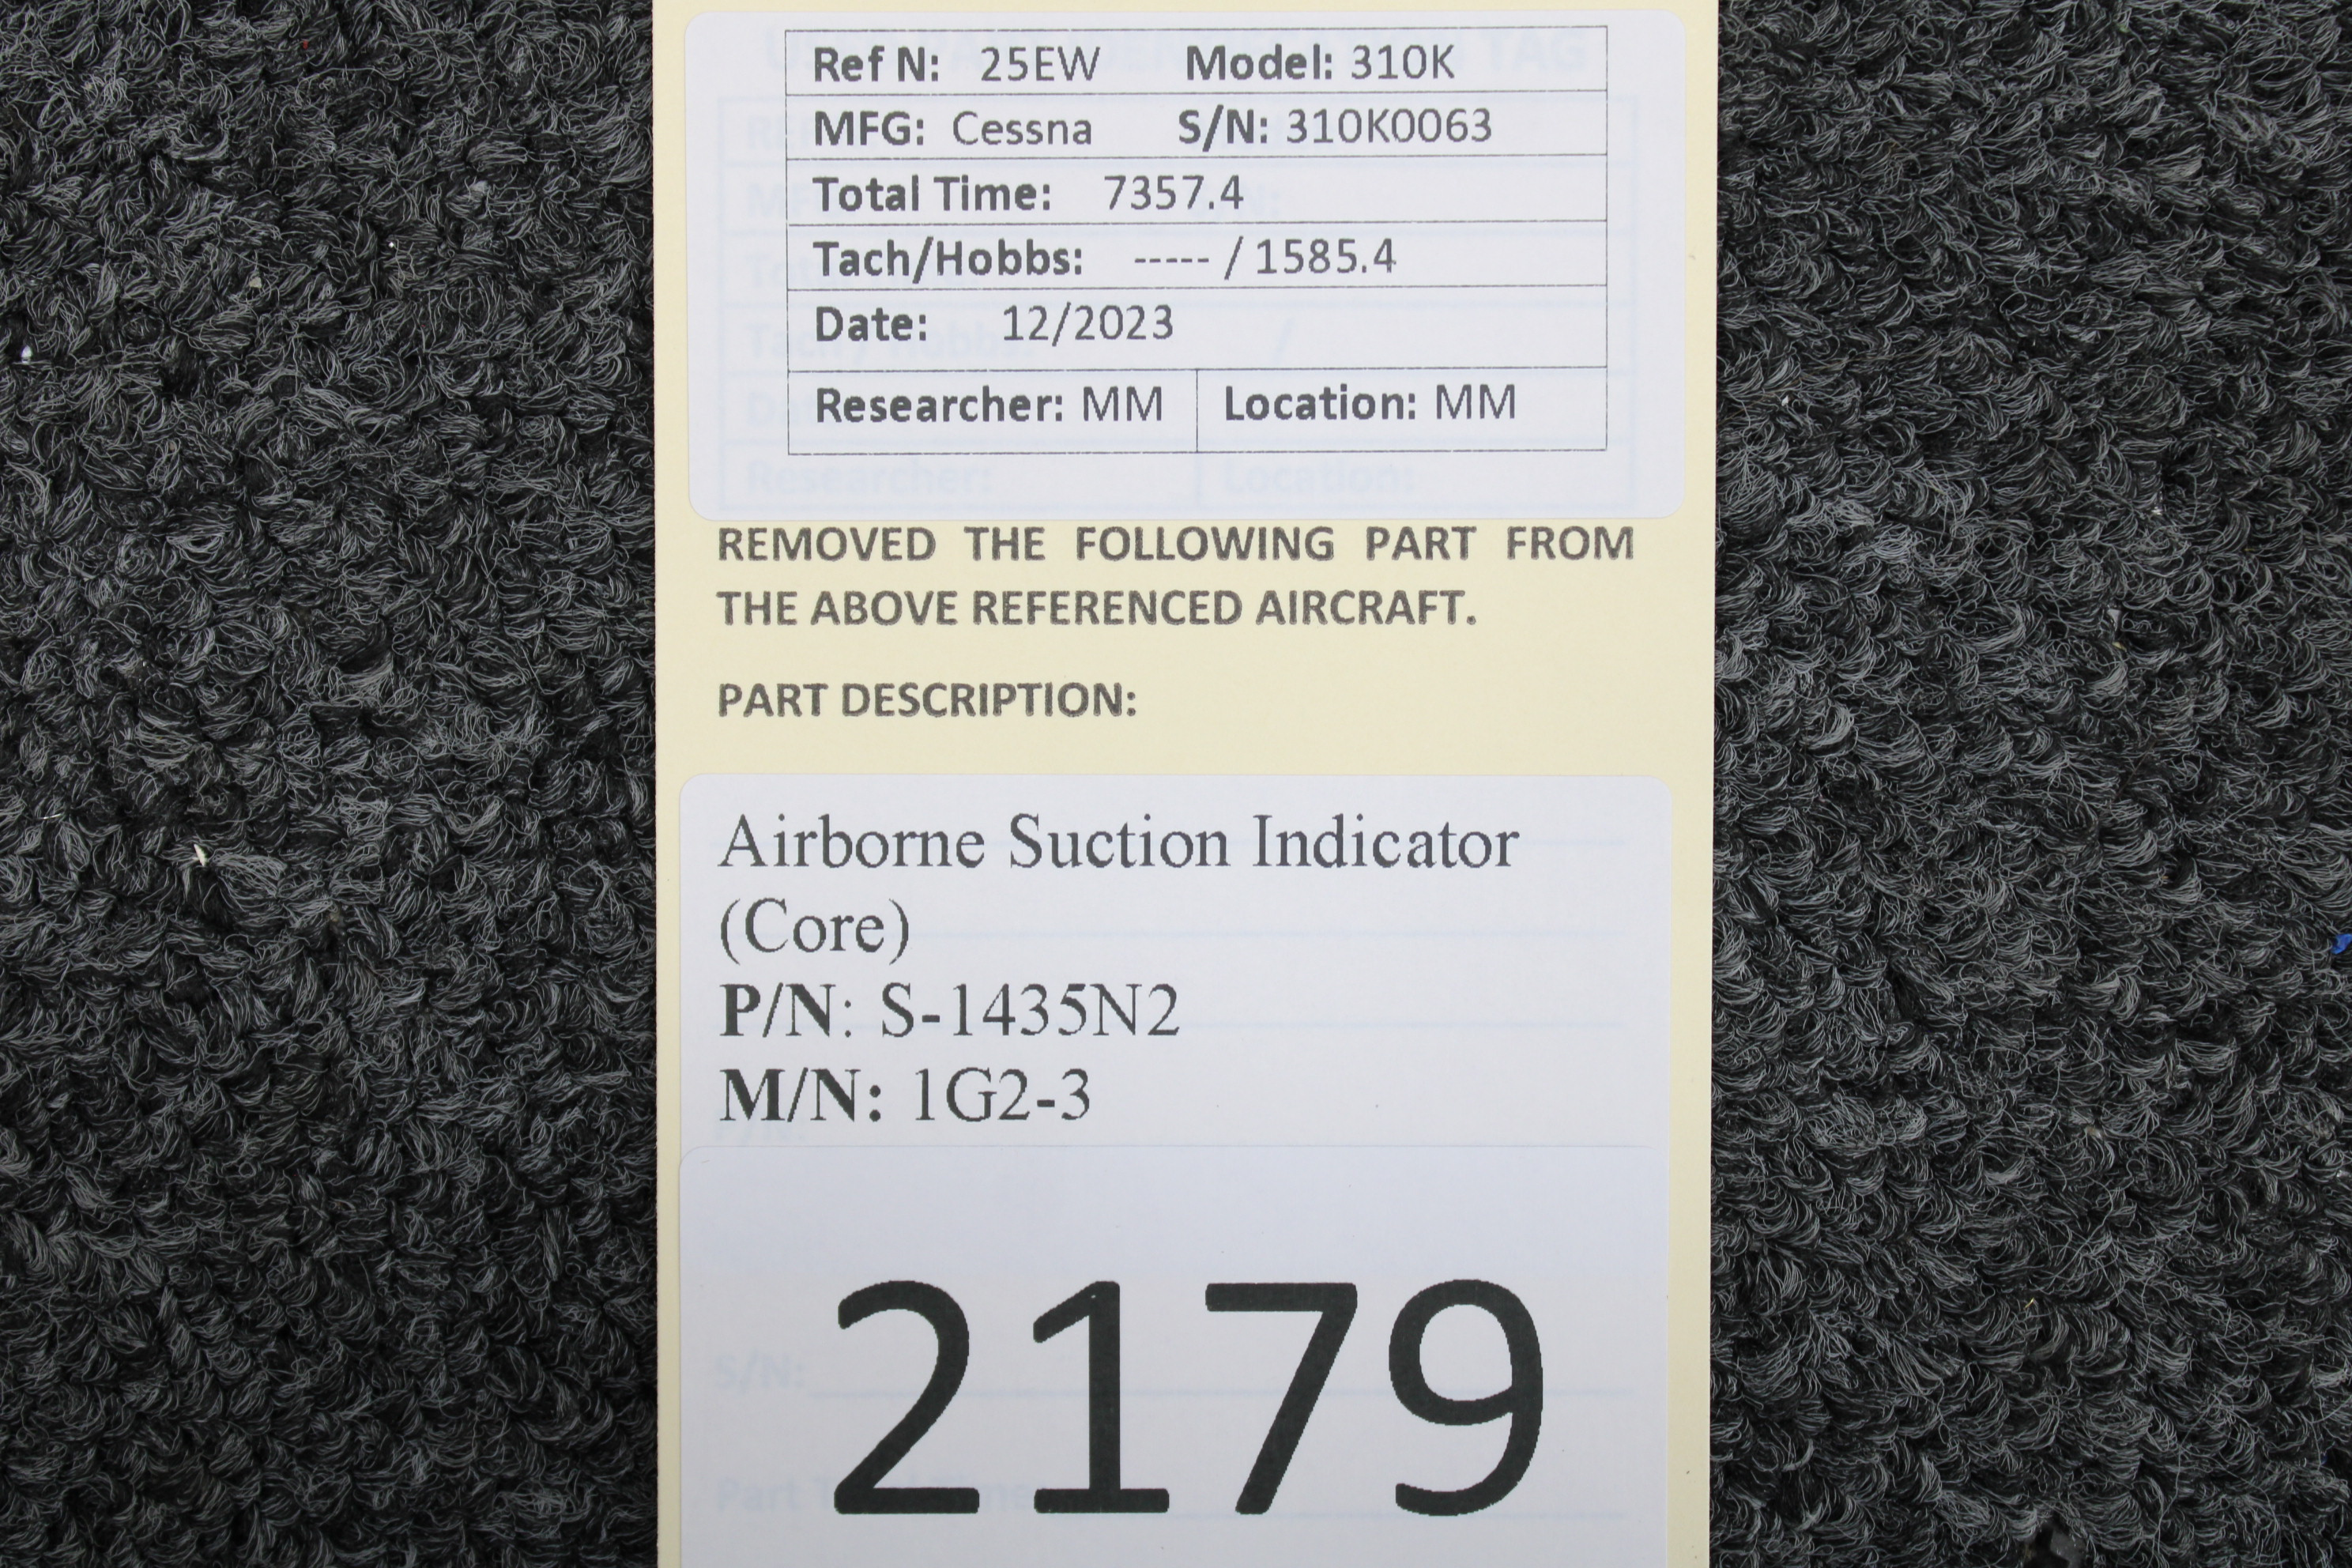 Ref N: 25EW Model: 310K
MFG: Cessna S/N: 310K0063
Total Time: 7357.4
Tach/Hobbs: ----- / 1585.4
Date: 12/2023
Researcher: MM Location: MM
REMOVED THE FOLLOWING PART FROM
THE ABOVE REFERENCED AIRCRAFT.
PART DESCRIPTION:
Airborne Suction Indicator
(Core)
P/N: S-1435N2
M/N: 1G2-3
2179
S/N: